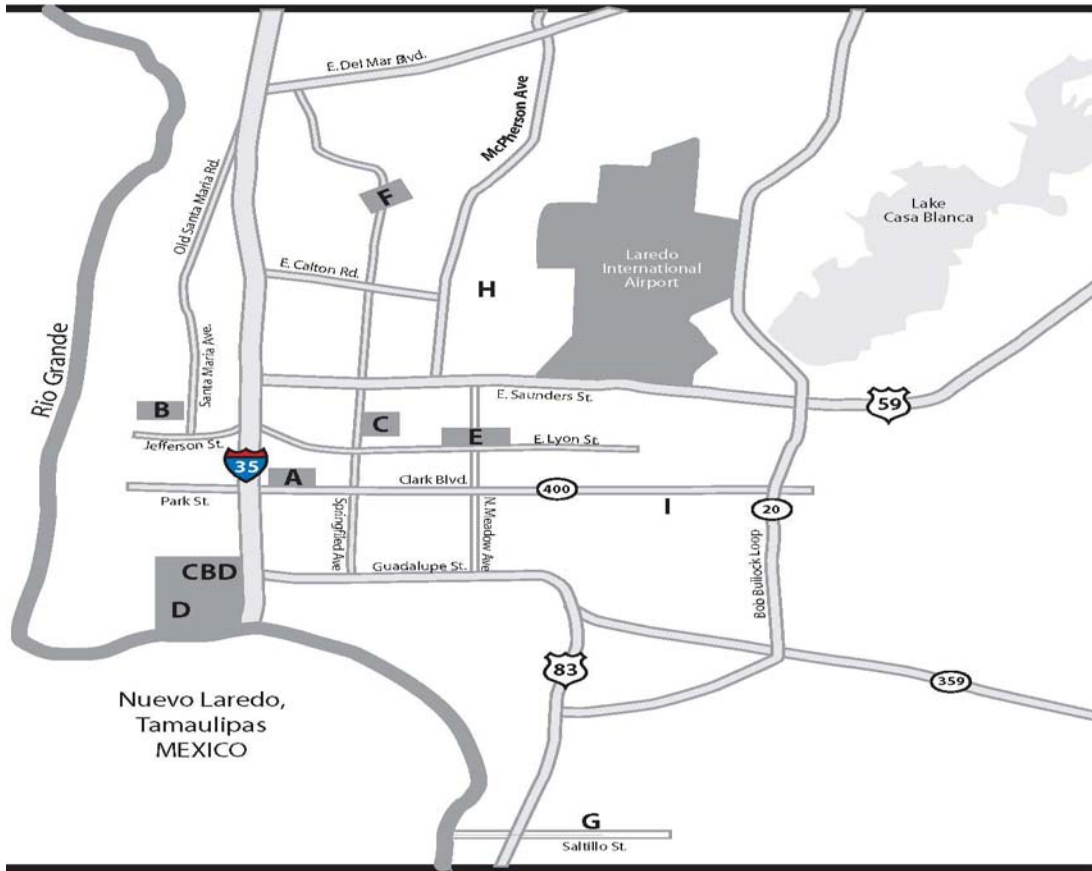 E. Del Mar Blvd.
McPherson Ave
F
Old Santa Maria Rd.
Lake
Casa Blanca
Laredo
International
Airport
E. Calton Rd.
H
Rio Grande
Santa Maria Ave.
B
C
E. Saunders St.
59
Jefferson St.
E
E. Lyon St.
35
A
Clark Blvd.
400
Park St.
I
20
Springfiled Ave
N. Meadow Ave
Bob Bullock Loop
CBD
Guadalupe St.
D
83
359
Nuevo Laredo,
Tamaulipas
MEXICO
G
Saltillo St.